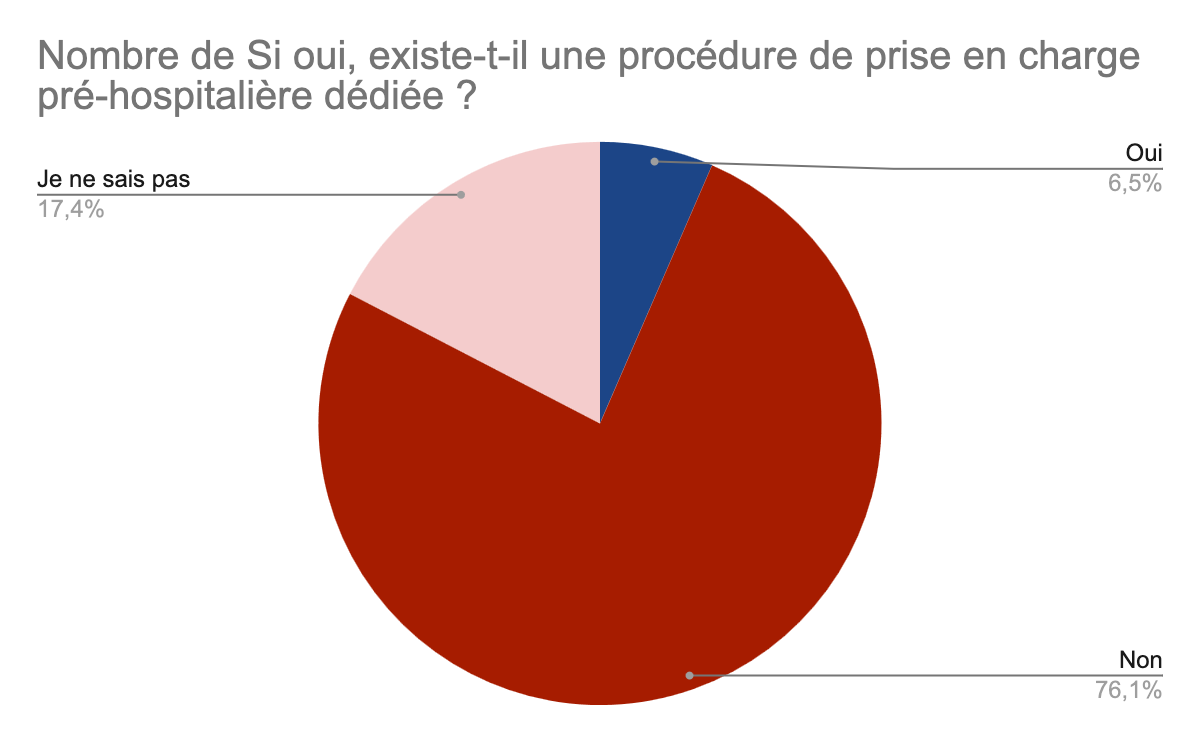 Nombre de Si oui, existe-t-il une procédure de prise en charge
pré-hospitalière dédiée ?
Oui
6,5%
Je ne sais pas
17,4%
Non
76,1%